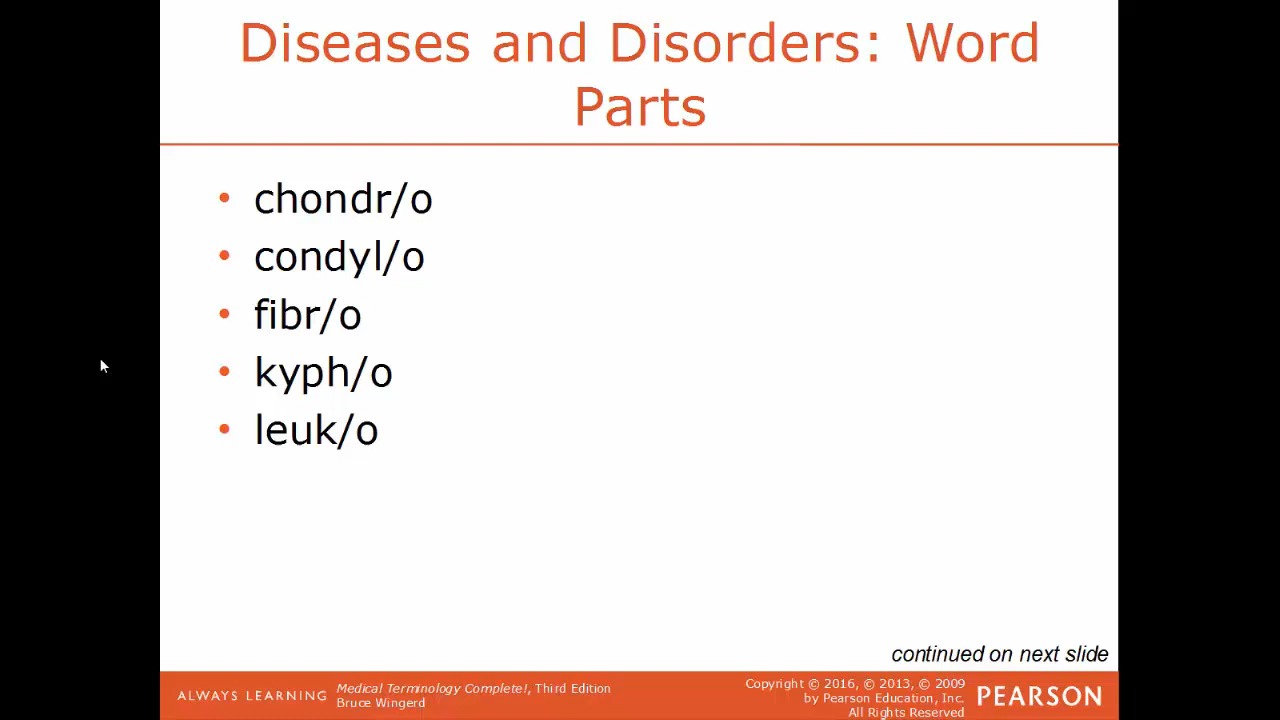 Diseases and Disorders: Word
Parts
• chondr/o
• condyl/o
• fibr/o
• kyph/o
• leuk/o
continued on next slide
ALWAYS LEARNING
Medical Terminology Complete!, Third Edition
Bruce Wingerd
Copyright © 2016, © 2013, © 2009
by Pearson Education, Inc.
All Rights Reserved
PEARSON